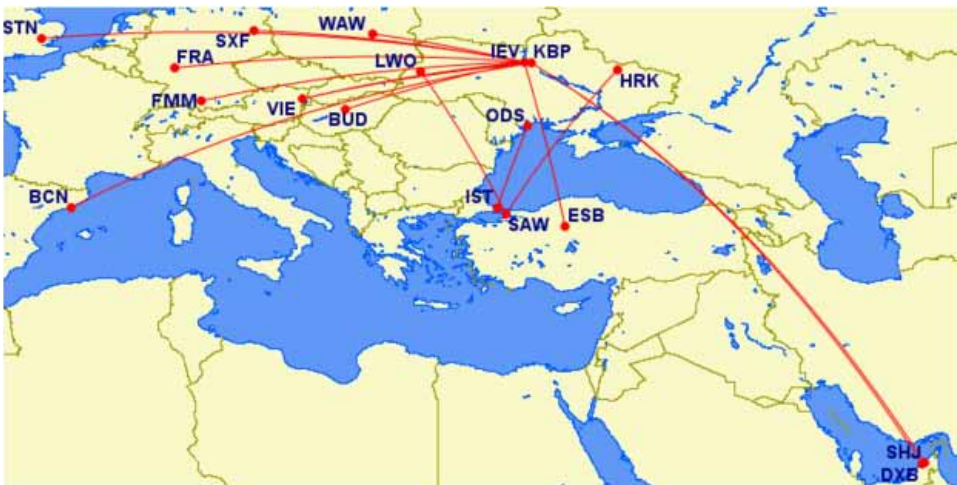 STN
WAW
SXF
IEV KBP
FRA
LWO
HRK
FMM
VIE
BUD
ODS
BCN
IST
SAW
ESB
SHJ
DXB